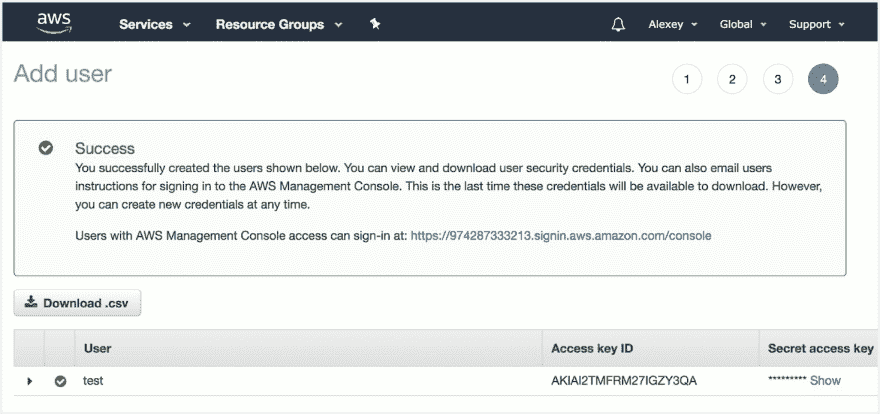 aws Services Resource Groups Alexey Global Support
Add user 1 2 3 4
Success
You successfully created the users shown below. You can view and download user security credentials. You can also email users
instructions for signing in to the AWS Management Console. This is the last time these credentials will be available to download. However,
you can create new credentials at any time.
Users with AWS Management Console access can sign-in at: https://974287333213.signin.aws.amazon.com/console
Download .csv
User Access key ID Secret access key
test AKIAI2TMFRM27IGZY3QA ********* Show